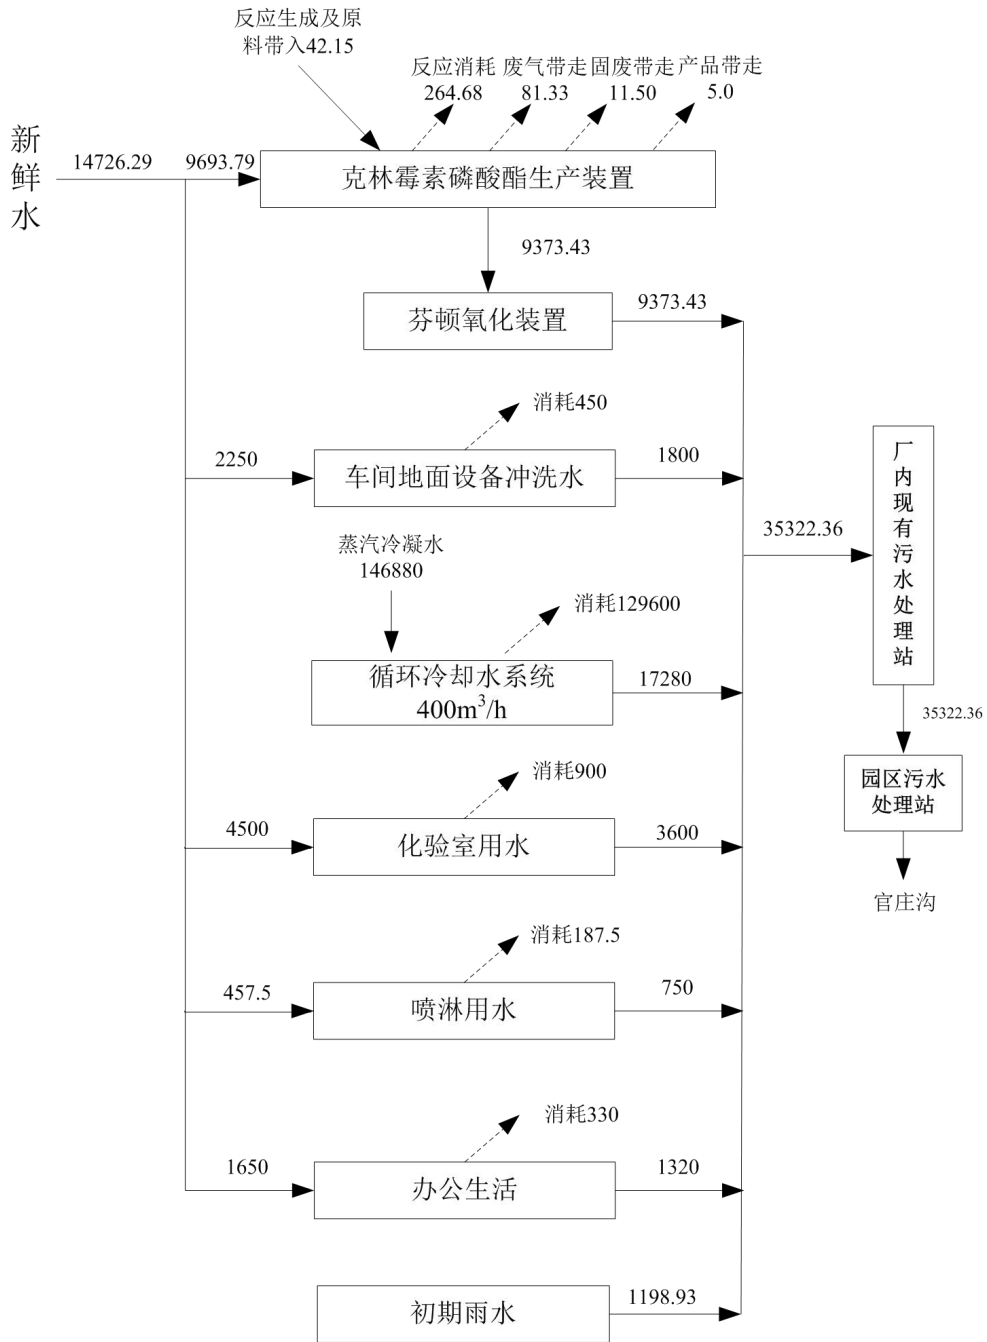 反应生成及原
料带入42.15
反应消耗
264.68
废气带走
81.33
固废带走
11.50
产品带走
5.0
新鲜水
14726.29
9693.79
克林霉素磷酸酯生产装置
9373.43
芬顿氧化装置
9373.43
消耗450
2250
车间地面设备冲洗水
1800
厂内现有污水处理站
35322.36
蒸汽冷凝水
146880
消耗129600
循环冷却水系统
400m³/h
17280
35322.36
园区污水
处理站
官庄沟
消耗900
4500
化验室用水
3600
消耗187.5
457.5
喷淋用水
750
消耗330
1650
办公生活
1320
初期雨水
1198.93